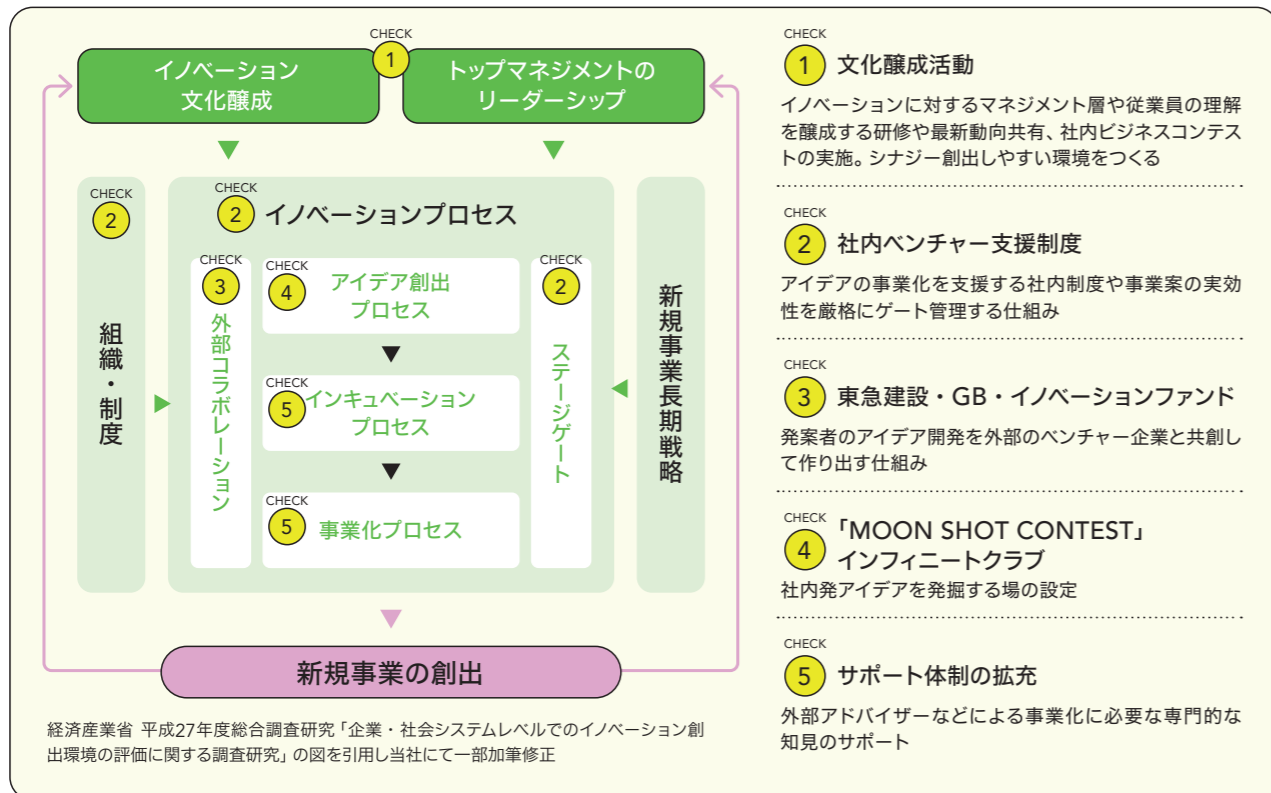 CHECK
1
イノベーション
文化醸成
トップマネジメントの
リーダーシップ
CHECK
2
組織・制度
CHECK
2
イノベーションプロセス
CHECK
3
外部コラボレーション
CHECK
4
アイデア創出
プロセス
CHECK
5
インキュベーション
プロセス
CHECK
5
事業化プロセス
CHECK
2
ステージゲート
新規事業長期戦略
新規事業の創出
経済産業省 平成27年度総合調査研究「企業・社会システムレベルでのイノベーション創
出環境の評価に関する調査研究」の図を引用し当社にて一部加筆修正
CHECK
1
文化醸成活動
イノベーションに対するマネジメント層や従業員の理解
を醸成する研修や最新動向共有、社内ビジネスコンテス
トの実施。シナジー創出しやすい環境をつくる
CHECK
2
社内ベンチャー支援制度
アイデアの事業化を支援する社内制度や事業案の実効
性を厳格にゲート管理する仕組み
CHECK
3
東急建設・GB・イノベーションファンド
発案者のアイデア開発を外部のベンチャー企業と共創し
て作り出す仕組み
CHECK
4
「MOON SHOT CONTEST」
インフィニートクラブ
社内発アイデアを発掘する場の設定
CHECK
5
サポート体制の拡充
外部アドバイザーなどによる事業化に必要な専門的な
知見のサポート